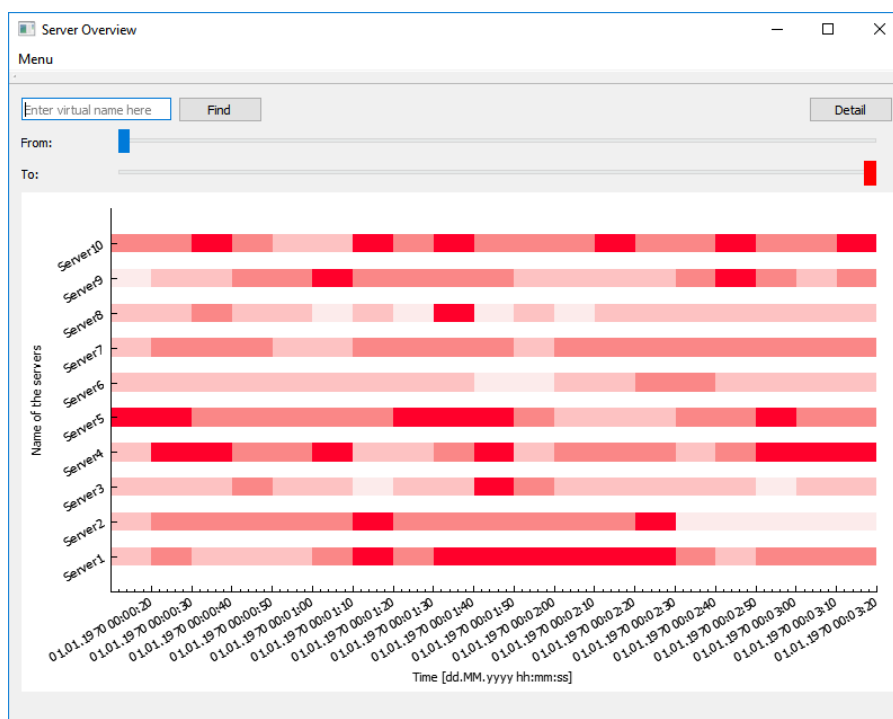 Server Overview
Menu
Enter virtual name here
Find
Detail
From:
To:
Name of the servers
Server10
Server9
Server8
Server7
Server6
Server5
Server4
Server3
Server2
Server1
01.01.1970 00:00:20
01.01.1970 00:00:30
01.01.1970 00:00:40
01.01.1970 00:00:50
01.01.1970 00:01:00
01.01.1970 00:01:10
01.01.1970 00:01:20
01.01.1970 00:01:30
01.01.1970 00:01:40
01.01.1970 00:01:50
01.01.1970 00:02:00
01.01.1970 00:02:10
01.01.1970 00:02:20
01.01.1970 00:02:30
01.01.1970 00:02:40
01.01.1970 00:02:50
01.01.1970 00:03:00
01.01.1970 00:03:10
01.01.1970 00:03:20
Time [dd.MM.yyyy hh:mm:ss]